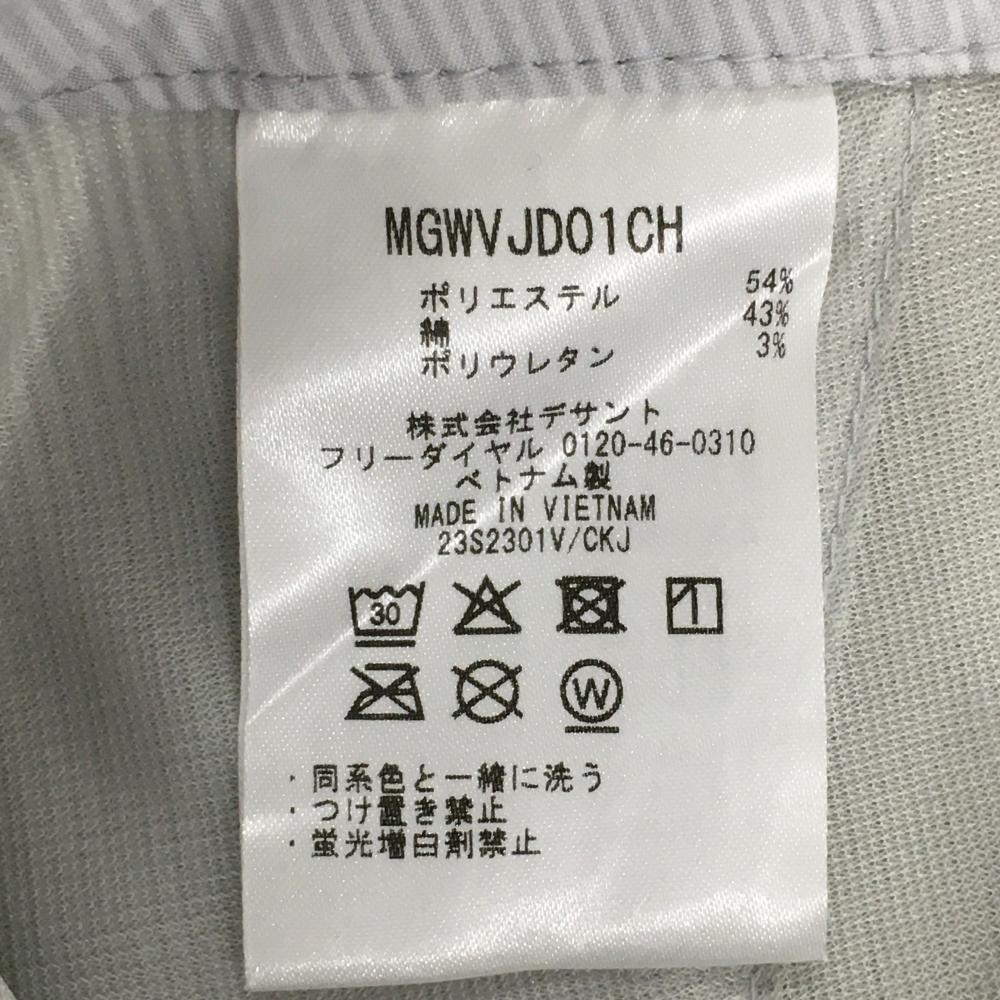 MGWVJD01CH
ポリエステル 54%
綿 43%
ポリウレタン 3%
株式会社デサント
フリーダイヤル 0120-46-0310
ベトナム製
MADE IN VIETNAM
23S2301V/CKJ
30
W
・同系色と一緒に洗う
・つけ置き禁止
・蛍光増白剤禁止